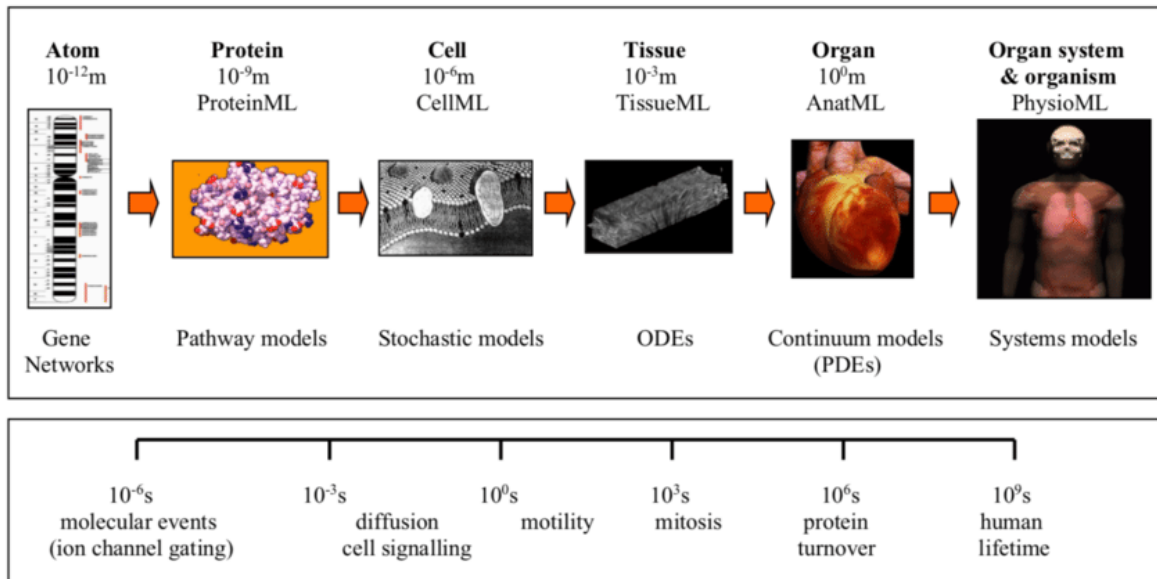 Atom
10⁻¹²m
Protein
10⁻⁹m
ProteinML
Cell
10⁻⁶m
CellML
Tissue
10⁻³m
TissueML
Organ
10⁰m
AnatML
Organ system
& organism
PhysioML
Gene
Networks
Pathway models
Stochastic models
ODEs
Continuum models
(PDEs)
Systems models
10⁻⁶s
molecular events
(ion channel gating)
10⁻³s
diffusion
cell signalling
10⁰s
motility
10³s
mitosis
10⁶s
protein
turnover
10⁹s
human
lifetime